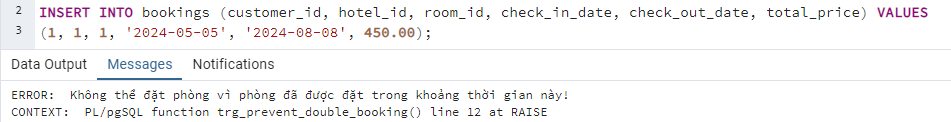 2 INSERT INTO bookings (customer_id, hotel_id, room_id, check_in_date, check_out_date, total_price) VALUES
3 (1, 1, 1, '2024-05-05', '2024-08-08', 450.00);
Data Output Messages Notifications
ERROR: Không thể đặt phòng vì phòng đã được đặt trong khoảng thời gian này!
CONTEXT: PL/pgSQL function trg_prevent_double_booking() line 12 at RAISE